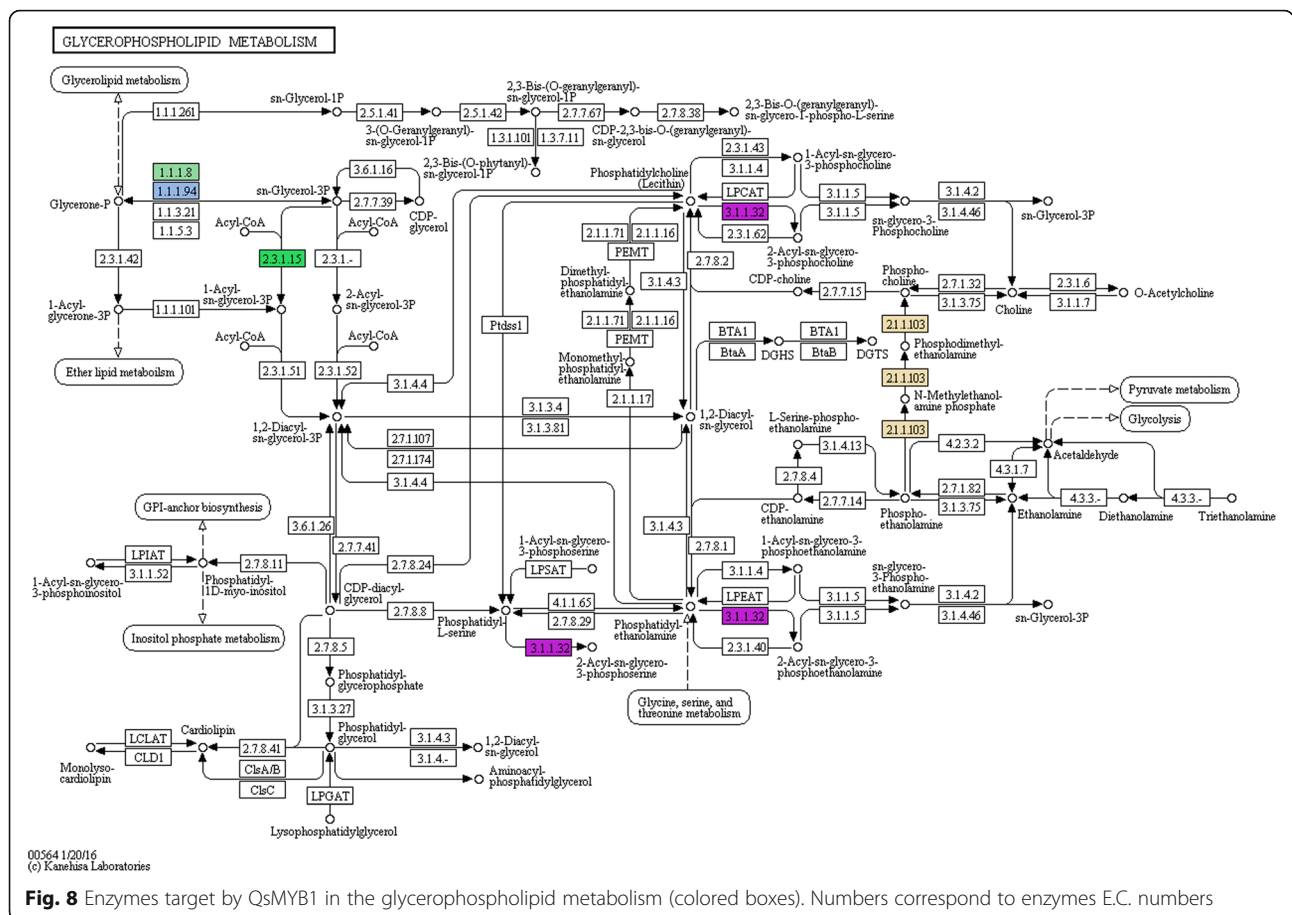 GLYCEROPHOSPHOLIPID METABOLISM
Glycerolipid metabolism
1.1.1.261
sn-Glycerol-1P
2.5.1.41
3-(O-Geranylgeranyl)-
sn-glycerol-1P
2.5.1.42
2,3-Bis-(O-geranylgeranyl)-
sn-glycerol-1P
2.7.7.67
CDP-2,3-bis-O-(geranylgeranyl)-
sn-glycerol
2.7.8.38
2,3-Bis-O-(geranylgeranyl)-
sn-glycero-1-phospho-L-serine
1.3.1.101
1.3.7.11
2,3-Bis-(O-phytanyl)-
sn-glycerol-1P
1.1.1.8
1.1.1.94
1.1.3.21
1.1.5.3
Glycerone-P
sn-Glycerol-3P
3.6.1.16
2.7.7.39
CDP-
glycerol
Acyl-CoA
Acyl-CoA
2.3.1.42
2.3.1.15
2.3.1.-
1-Acyl
-glycerone-3P
1.1.1.101
1-Acyl
-sn-glycerol-3P
2-Acyl
-sn-glycerol-3P
Acyl-CoA
Acyl-CoA
Ether lipid metaboilsm
2.3.1.51
2.3.1.52
3.1.4.4
1,2-Diacyl-
sn-glycerol-3P
3.1.3.4
3.1.3.81
2.7.1.107
2.7.1.174
3.1.4.4
1,2-Diacyl
-sn-glycerol
Phosphatidylcholine
(Lecithin)
2.3.1.43
3.1.1.4
LPCAT
3.1.1.32
2.3.1.62
1-Acyl-sn-glycero-
3-phosphocholine
2-Acyl-sn-glycero-
3-phosphocholine
3.1.1.5
3.1.1.5
sn-glycero-3-
Phosphocholine
3.1.4.2
3.1.4.46
sn-Glycerol-3P
2.1.1.71
2.1.1.16
PEMT
Dimethyl-
phosphatidyl-
ethanolamine
2.1.1.71
2.1.1.16
PEMT
Monomethyl-
phosphatidyl-
ethanolamine
2.1.1.17
Ptdss1
3.1.4.3
2.7.8.2
CDP-choline
2.7.7.15
Phospho-
choline
2.7.1.32
3.1.3.75
Choline
2.3.1.6
3.1.1.7
O-Acetylcholine
BTA1
BtaA
DGHS
BTA1
BtaB
DGTS
2.1.1.103
Phosphodimethyl-
ethanolamine
2.1.1.103
N-Methylethanol-
amine phosphate
2.1.1.103
Pyruvate metabolism
Glycolysis
L-Serine-phospho-
ethanolamine
3.1.4.13
4.2.3.2
Acetaldehyde
4.3.1.7
2.7.8.4
CDP-
ethanolamine
2.7.7.14
Phospho-
ethanolamine
2.7.1.82
3.1.3.75
Ethanolamine
4.3.3.-
Diethanolamine
4.3.3.-
Triethanolamine
GPI-anchor biosynthesis
3.6.1.26
2.7.7.41
2.7.8.24
3.1.4.3
2.7.8.1
LPIAT
3.1.1.52
1-Acyl-sn-glycero-
3-phosphoinositol
Phosphatidyl-
1D-myo-inositol
2.7.8.11
Inositol phosphate metabolism
CDP-diacyl-
glycerol
2.7.8.8
Phosphatidyl-
L-serine
1-Acyl-sn-glycero
-3-phosphoserine
LPSAT
4.1.1.65
2.7.8.29
3.1.1.32
2-Acyl-sn-glycero-
3-phosphoserine
Phosphatidyl-
ethanolamine
1-Acyl-sn-glycero-3-
phosphoethanolamine
3.1.1.4
LPEAT
3.1.1.32
2.3.1.40
2-Acyl-sn-glycero-3-
phosphoethanolamine
3.1.1.5
3.1.1.5
sn-glycero-
3-Phospho-
ethanolamine
3.1.4.2
3.1.4.46
sn-Glycerol-3P
Glycine, serine, and
threonine metabolism
2.7.8.5
Phosphatidyl-
glycerophosphate
3.1.3.27
Phosphatidyl-
glycerol
3.1.4.3
3.1.4.-
1,2-Diacyl-
sn-glycerol
Aminoacyl-
phosphatidylglycerol
LCLAT
CLD1
Monolyso-
cardiolipin
Cardiolipin
2.7.8.41
ClsA/B
ClsC
LPGAT
Lysophosphatidylglycerol
00564 1/20/16
(c) Kanehisa Laboratories
Fig. 8 Enzymes target by QsMYB1 in the glycerophospholipid metabolism (colored boxes). Numbers correspond to enzymes E.C. numbers